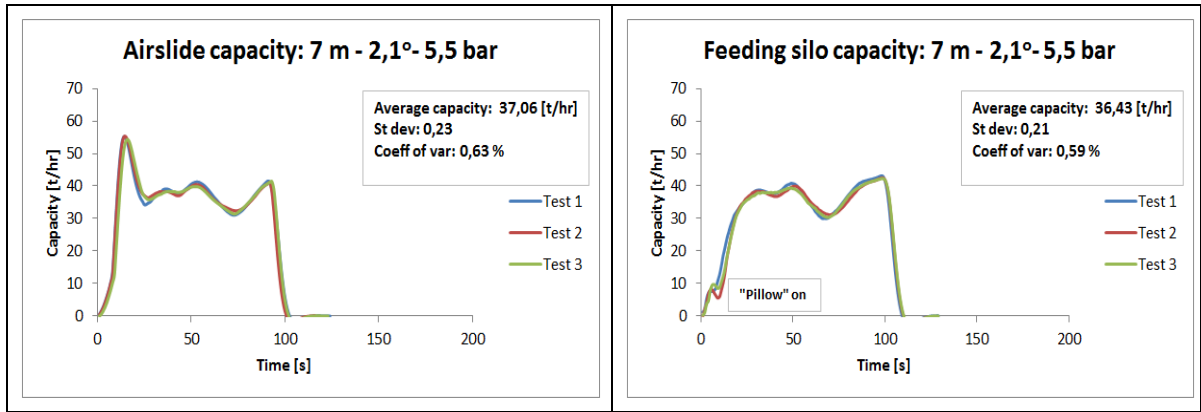 Airslide capacity: 7 m - 2,1º- 5,5 bar
Capacity [t/hr]
70
60
50
40
30
20
10
0
Average capacity: 37,06 [t/hr]
St dev: 0,23
Coeff of var: 0,63 %
Test 1
Test 2
Test 3
0 50 100 150 200
Time [s]
Feeding silo capacity: 7 m - 2,1º- 5,5 bar
Capacity [t/hr]
70
60
50
40
30
20
10
0
Average capacity: 36,43 [t/hr]
St dev: 0,21
Coeff of var: 0,59 %
Test 1
Test 2
Test 3
"Pillow" on
0 50 100 150 200
Time [s]